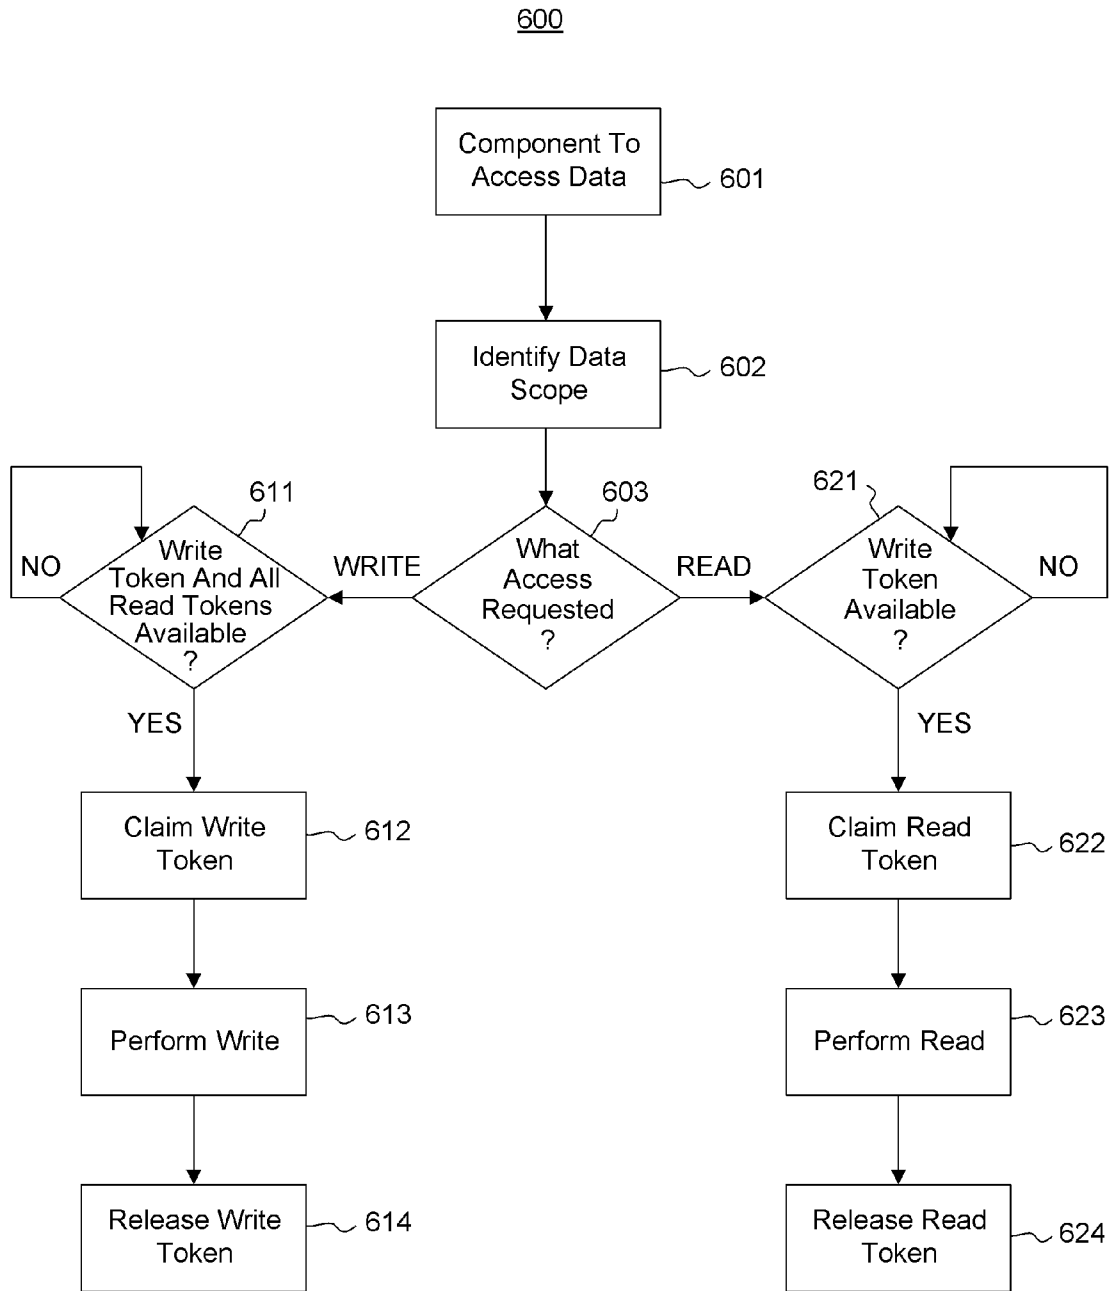 600
Component To
Access Data
601
Identify Data
Scope
602
611
Write
Token And All
Read Tokens
Available
?
NO
YES
WRITE
603
What
Access
Requested
?
READ
621
Write
Token
Available
?
NO
YES
Claim Write
Token
612
Claim Read
Token
622
Perform Write
613
Perform Read
623
Release Write
Token
614
Release Read
Token
624